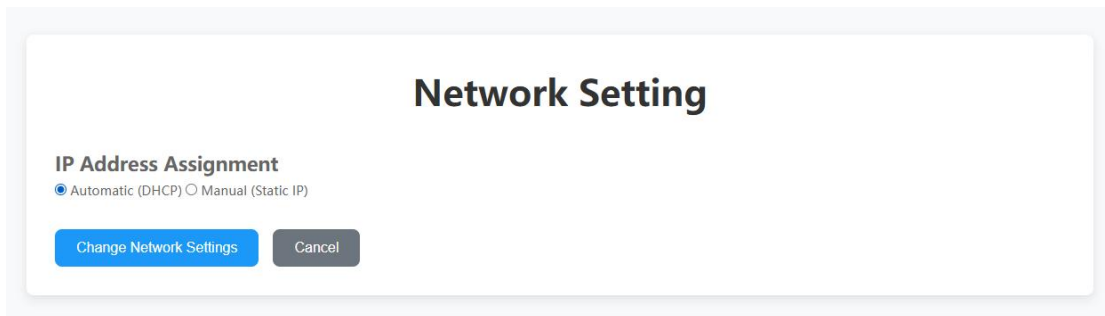 Network Setting
IP Address Assignment
Automatic (DHCP) Manual (Static IP)
Change Network Settings Cancel